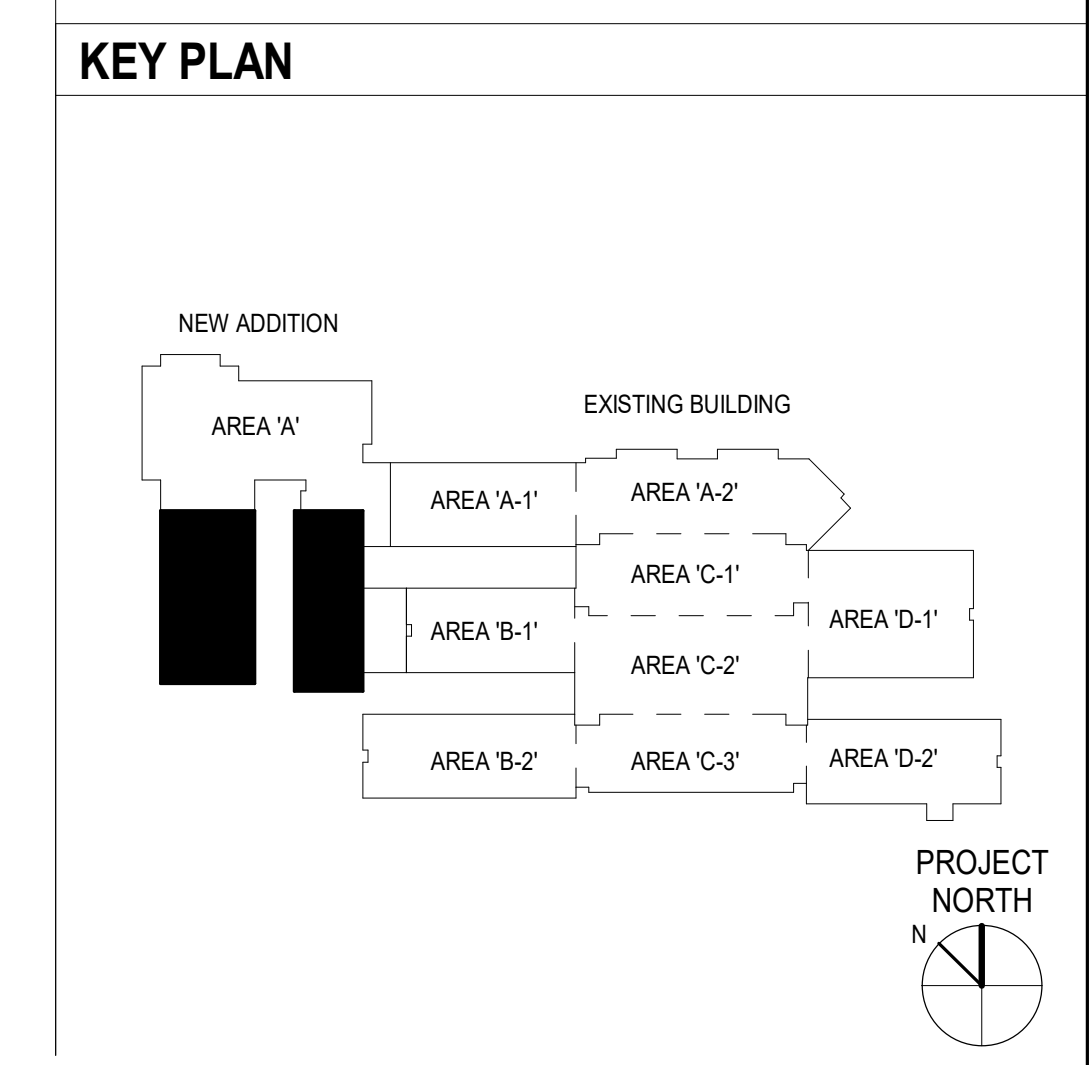 KEY PLAN
NEW ADDITION
EXISTING BUILDING
AREA 'A'
AREA 'A-1'
AREA 'A-2'
AREA 'C-1'
AREA 'B-1'
AREA 'D-1'
AREA 'C-2'
AREA 'B-2'
AREA 'C-3'
AREA 'D-2'
PROJECT
NORTH
N